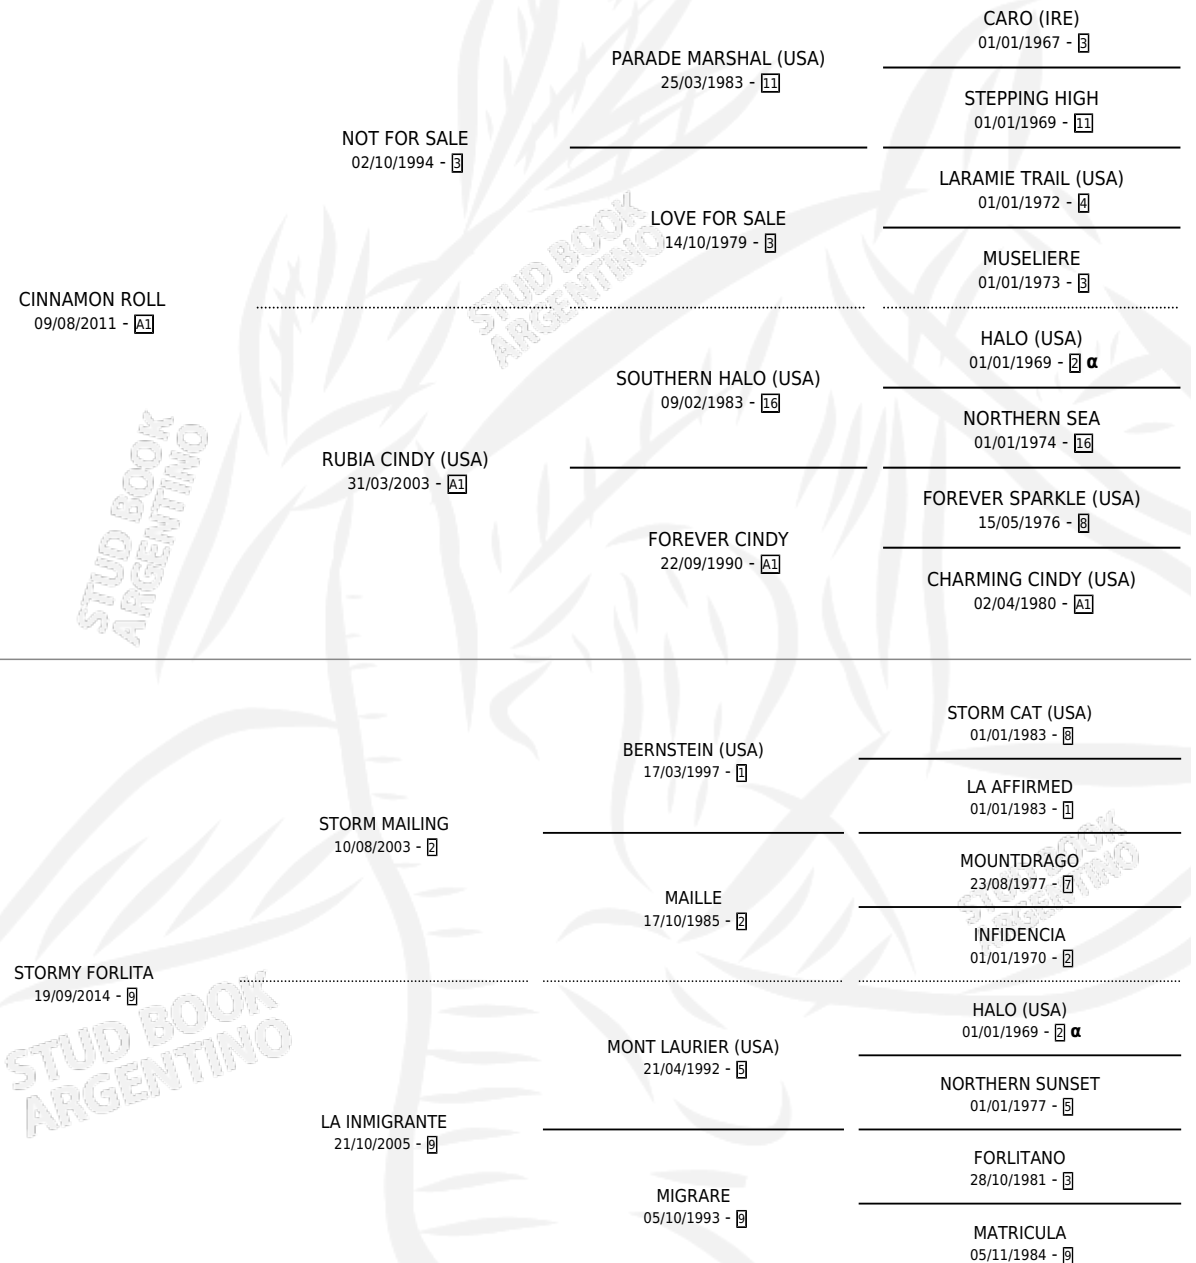 CARO (IRE)
01/01/1967 - 3
PARADE MARSHAL (USA)
25/03/1983 - 11
STEPPING HIGH
01/01/1969 - 11
NOT FOR SALE
02/10/1994 - 3
LARAMIE TRAIL (USA)
01/01/1972 - 4
LOVE FOR SALE
14/10/1979 - 3
MUSELIERE
01/01/1973 - 3
CINNAMON ROLL
09/08/2011 - A1
HALO (USA)
01/01/1969 - 2 α
SOUTHERN HALO (USA)
09/02/1983 - 16
NORTHERN SEA
01/01/1974 - 16
RUBIA CINDY (USA)
31/03/2003 - A1
FOREVER SPARKLE (USA)
15/05/1976 - 8
FOREVER CINDY
22/09/1990 - A1
CHARMING CINDY (USA)
02/04/1980 - A1
STORM CAT (USA)
01/01/1983 - 8
BERNSTEIN (USA)
17/03/1997 - 1
LA AFFIRMED
01/01/1983 - 1
STORM MAILING
10/08/2003 - 2
MOUNTDRAGO
23/08/1977 - 7
MAILLE
17/10/1985 - 2
INFIDENCIA
01/01/1970 - 2
STORMY FORLITA
19/09/2014 - 9
HALO (USA)
01/01/1969 - 2 α
MONT LAURIER (USA)
21/04/1992 - 5
NORTHERN SUNSET
01/01/1977 - 5
LA INMIGRANTE
21/10/2005 - 9
FORLITANO
28/10/1981 - 3
MIGRARE
05/10/1993 - 9
MATRICULA
05/11/1984 - 9
STUD BOOK
ARGENTINO
STUD BOOK
ARGENTINO
STUD BOOK
ARGENTINO
STUD BOOK
ARGENTINO